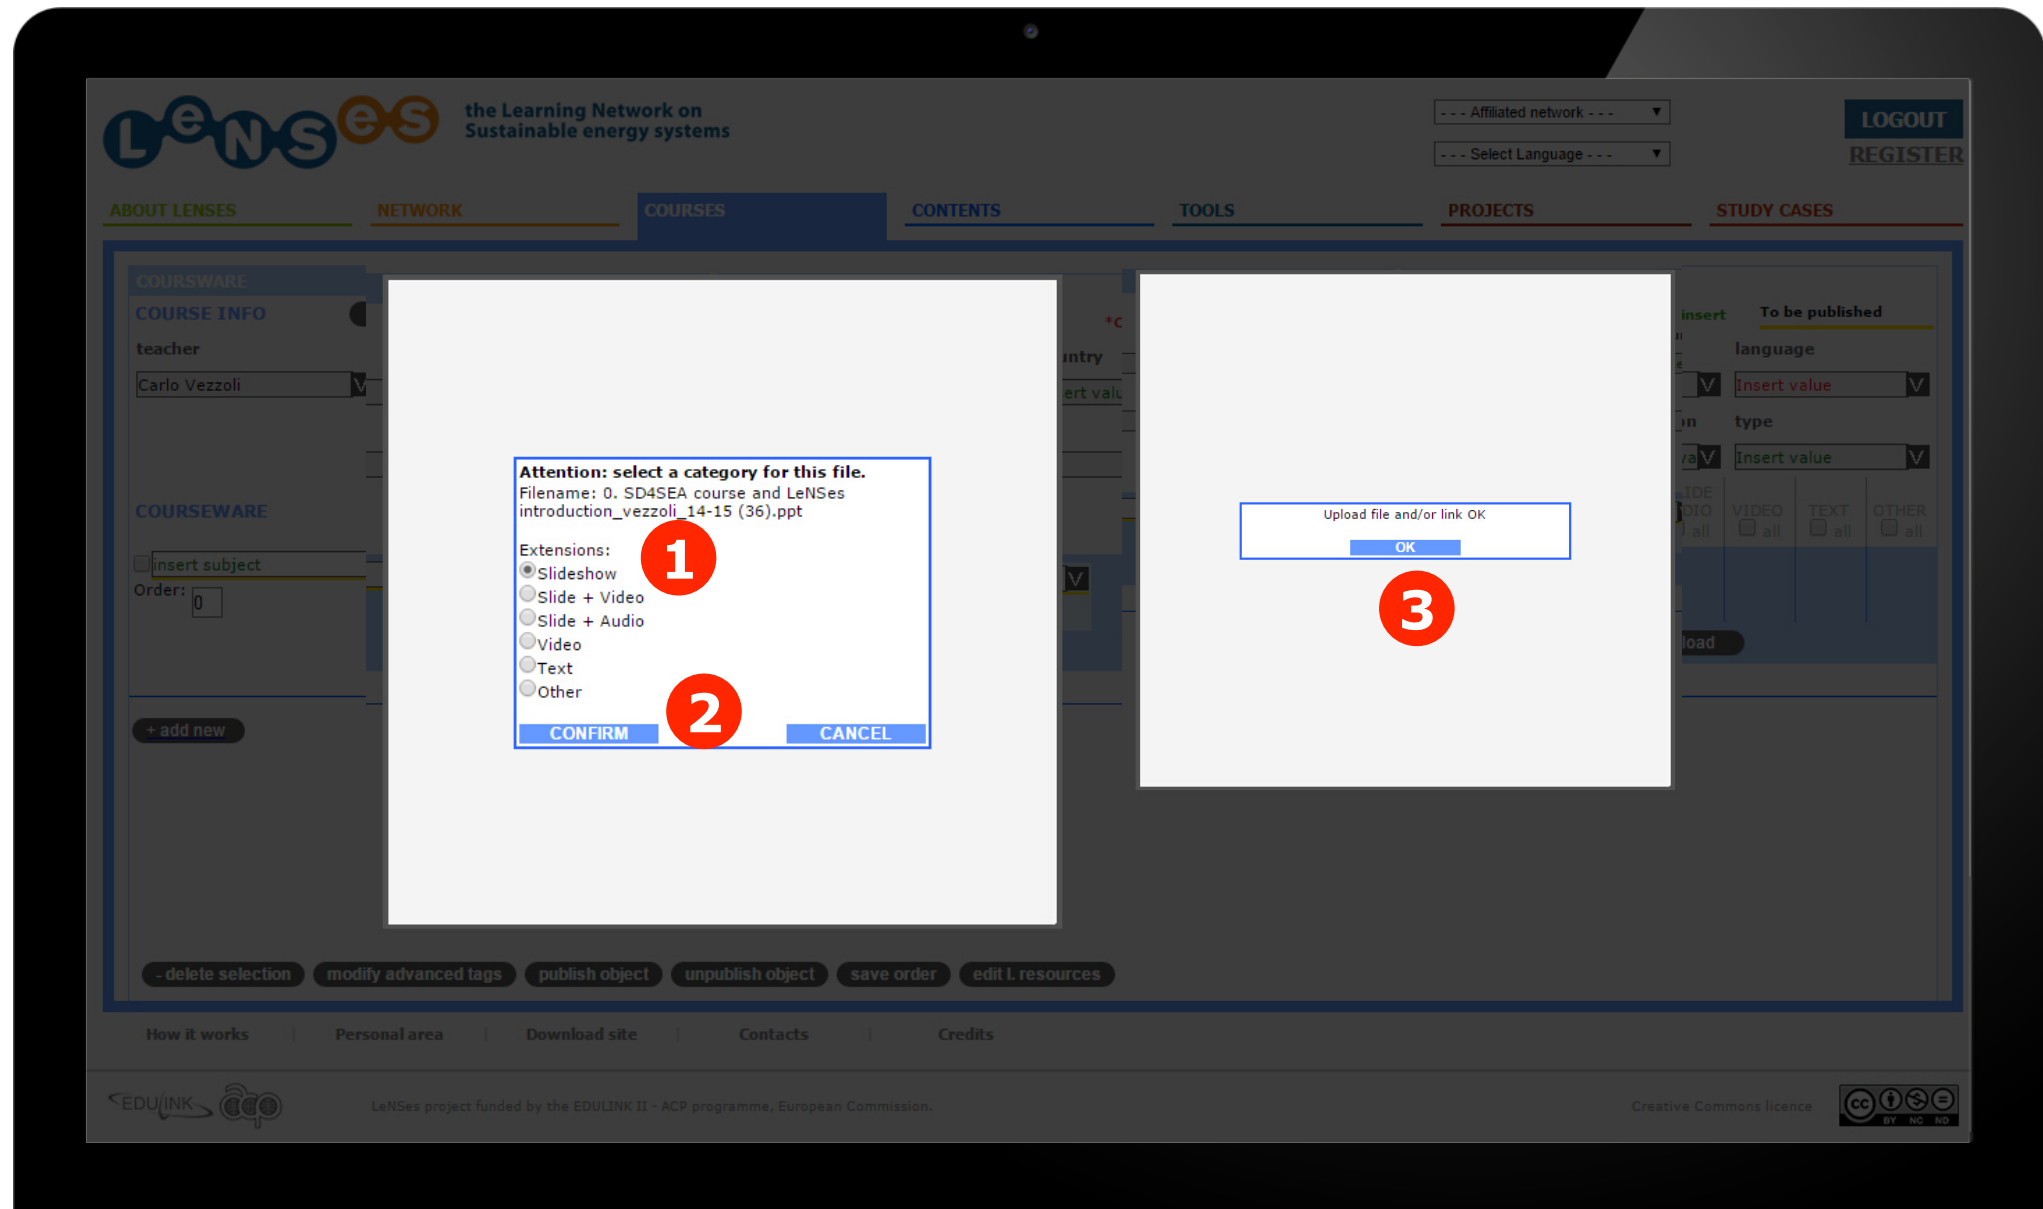 LeNSes
the Learning Network on
Sustainable energy systems
- - - Affiliated network - - -
- - - Select Language - - -
LOGOUT
REGISTER
ABOUT LENSES
NETWORK
COURSES
CONTENTS
TOOLS
PROJECTS
STUDY CASES
COURSWARE
COURSE INFO
teacher
Carlo Vezzoli
COURSEWARE
insert subject
Order: 0
+ add new
Attention: select a category for this file.
Filename: 0. SD4SEA course and LeNSes
introduction_vezzoli_14-15 (36).ppt
Extensions:
Slideshow
Slide + Video
Slide + Audio
Video
Text
Other
CONFIRM
CANCEL
1
2
Upload file and/or link OK
OK
3
insert
To be published
language
Insert value
type
Insert value
VIDEO
all
TEXT
all
OTHER
all
- delete selection
modify advanced tags
publish object
unpublish object
save order
edit l. resources
How it works
Personal area
Download site
Contacts
Credits
EDULINK
acp
LeNSes project funded by the EDULINK II - ACP programme, European Commission.
Creative Commons licence
cc
BY NC ND